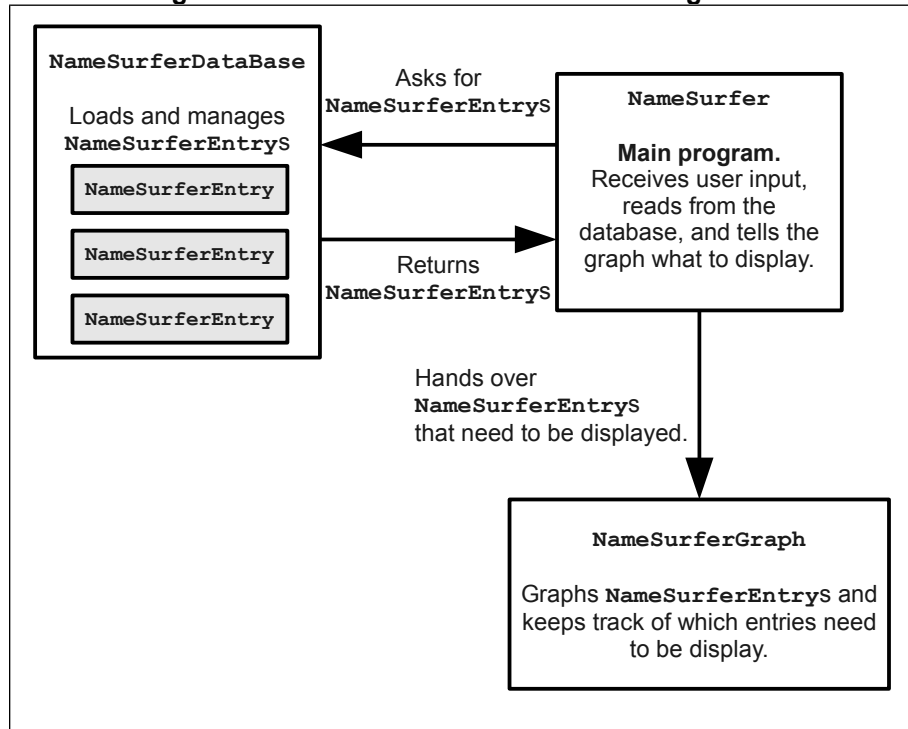 NameSurferDataBase
Loads and manages
NameSurferEntrys
NameSurferEntry
NameSurferEntry
NameSurferEntry
Asks for
NameSurferEntrys
Returns
NameSurferEntrys
NameSurfer
Main program.
Receives user input,
reads from the
database, and tells the
graph what to display.
Hands over
NameSurferEntrys
that need to be displayed.
NameSurferGraph
Graphs NameSurferEntrys and
keeps track of which entries need
to be display.